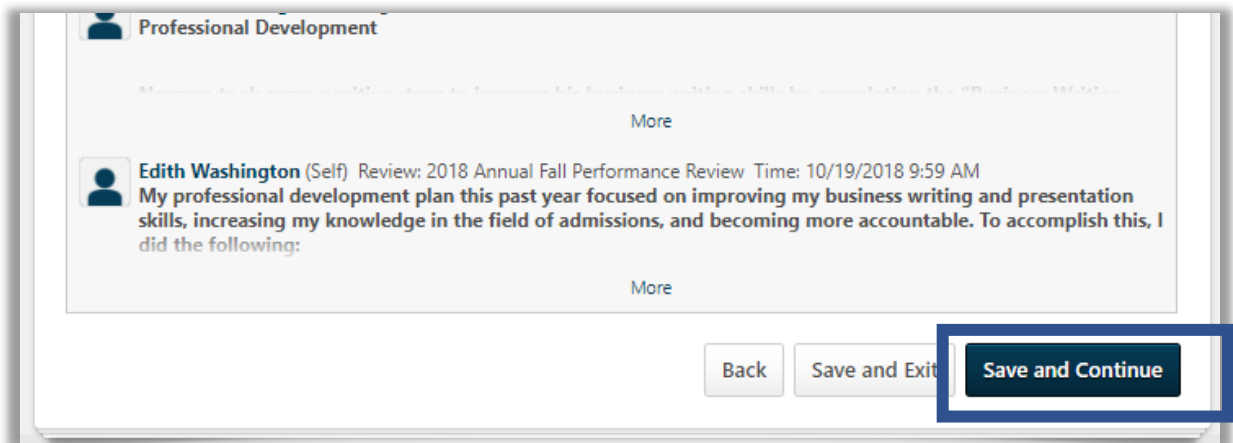 Professional Development
More
Edith Washington (Self) Review: 2018 Annual Fall Performance Review Time: 10/19/2018 9:59 AM
My professional development plan this past year focused on improving my business writing and presentation
skills, increasing my knowledge in the field of admissions, and becoming more accountable. To accomplish this, I
did the following:
More
Back Save and Exit Save and Continue